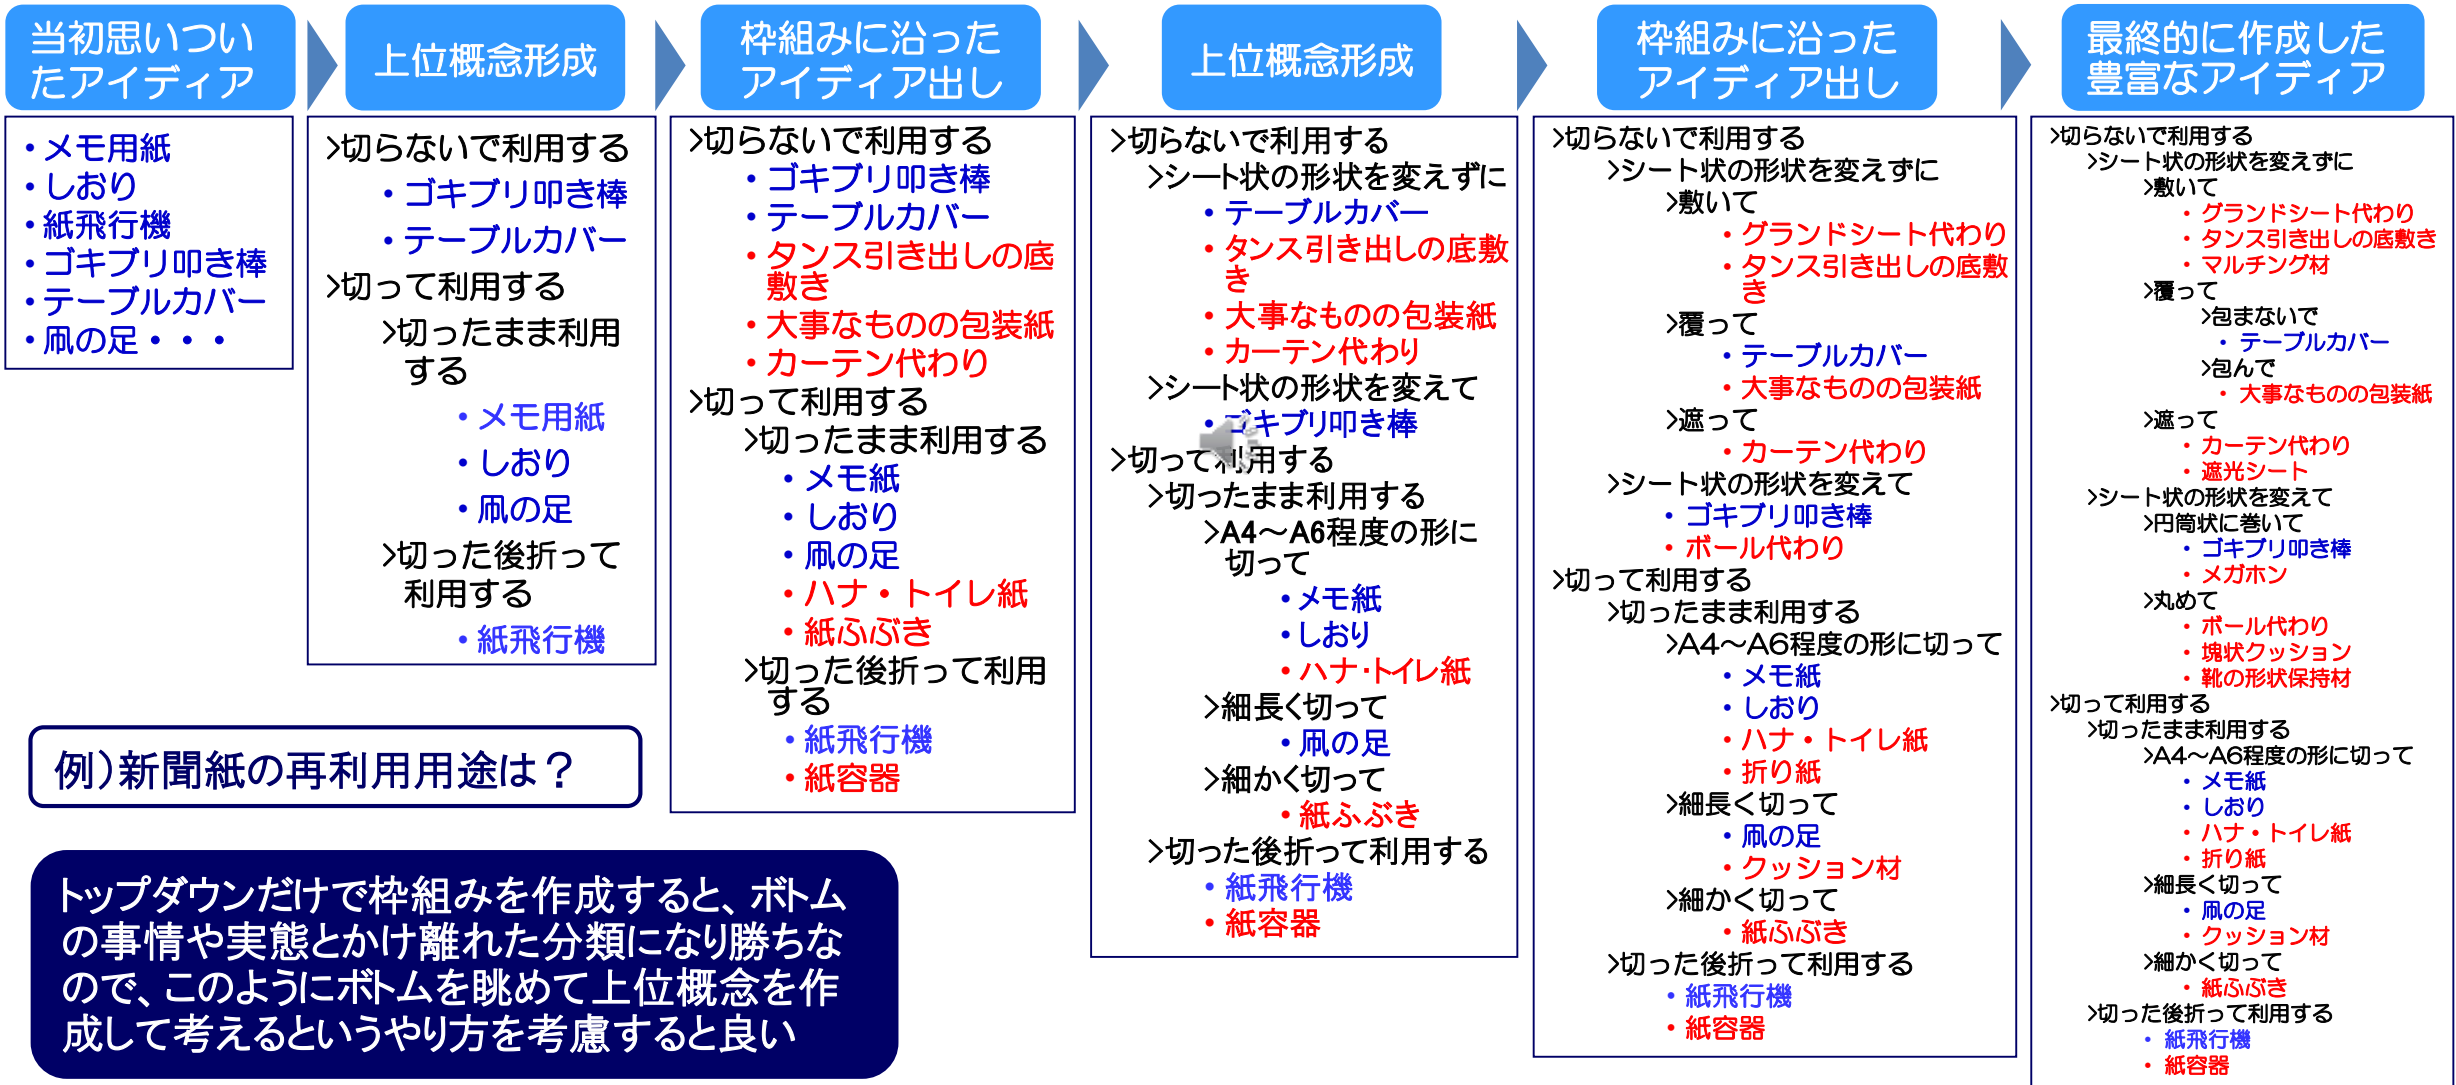 当初思いつい
たアイディア
・メモ用紙
・しおり
・紙飛行機
・ゴキブリ叩き棒
・テーブルカバー
・凧の足・・・
上位概念形成
>切らないで利用する
・ゴキブリ叩き棒
・テーブルカバー
>切って利用する
>切ったまま利用
する
・メモ用紙
・しおり
・凧の足
>切った後折って
利用する
・紙飛行機
枠組みに沿った
アイディア出し
>切らないで利用する
・ゴキブリ叩き棒
・テーブルカバー
・タンス引き出しの底
敷き
・大事なものの包装紙
・カーテン代わり
>切って利用する
>切ったまま利用する
・メモ紙
・しおり
・凧の足
・ハナ・トイレ紙
・紙ふぶき
>切った後折って利用
する
・紙飛行機
・紙容器
上位概念形成
>切らないで利用する
>シート状の形状を変えずに
・テーブルカバー
・タンス引き出しの底敷
き
・大事なものの包装紙
・カーテン代わり
>シート状の形状を変えて
・ゴキブリ叩き棒
>切って利用する
>切ったまま利用する
>A4～A6程度の形に
切って
・メモ紙
・しおり
・ハナ・トイレ紙
>細長く切って
・凧の足
>細かく切って
・紙ふぶき
>切った後折って利用する
・紙飛行機
・紙容器
枠組みに沿った
アイディア出し
>切らないで利用する
>シート状の形状を変えずに
>敷いて
・グランドシート代わり
・タンス引き出しの底敷
き
>覆って
・テーブルカバー
・大事なものの包装紙
>遮って
・カーテン代わり
>シート状の形状を変えて
・ゴキブリ叩き棒
・ボール代わり
>切って利用する
>切ったまま利用する
>A4～A6程度の形に切って
・メモ紙
・しおり
・ハナ・トイレ紙
・折り紙
>細長く切って
・凧の足
・クッション材
>細かく切って
・紙ふぶき
>切った後折って利用する
・紙飛行機
・紙容器
最終的に作成した
豊富なアイディア
>切らないで利用する
>シート状の形状を変えずに
>敷いて
・グランドシート代わり
・タンス引き出しの底敷き
・マルチング材
>覆って
>包まないで
・テーブルカバー
>包んで
・大事なものの包装紙
>遮って
・カーテン代わり
・遮光シート
>シート状の形状を変えて
>円筒状に巻いて
・ゴキブリ叩き棒
・メガホン
>丸めて
・ボール代わり
・塊状クッション
・靴の形状保持材
>切って利用する
>切ったまま利用する
>A4～A6程度の形に切って
・メモ紙
・しおり
・ハナ・トイレ紙
・折り紙
>細長く切って
・凧の足
・クッション材
>細かく切って
・紙ふぶき
>切った後折って利用する
・紙飛行機
・紙容器
例）新聞紙の再利用用途は？
トップダウンだけで枠組みを作成すると、ボトム
の事情や実態とかけ離れた分類になり勝ちな
ので、このようにボトムを眺めて上位概念を作
成して考えるというやり方を考慮すると良い